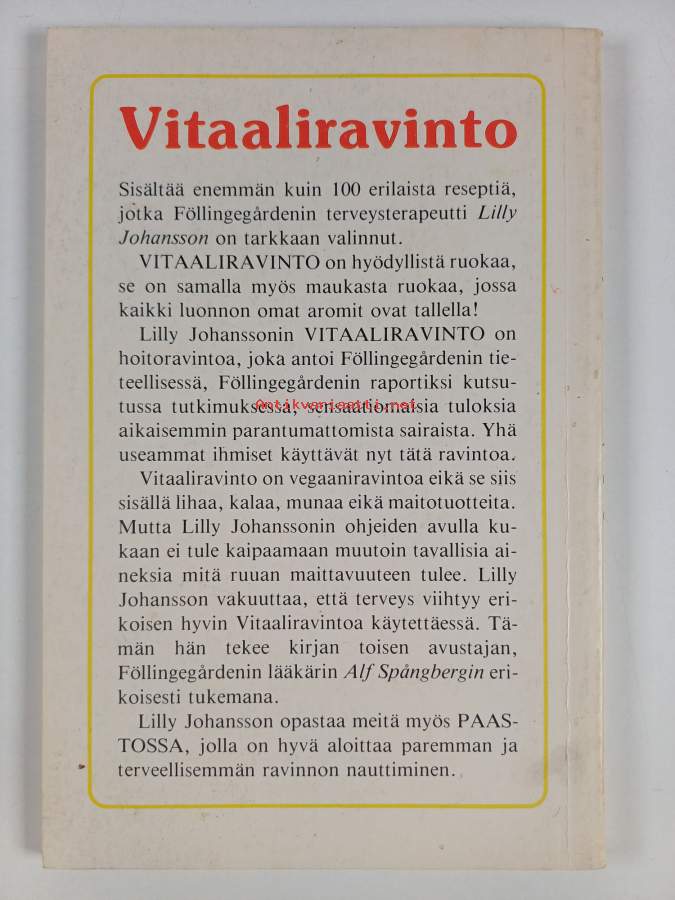 Vitaaliravinto
Sisältää enemmän kuin 100 erilaista reseptiä,
jotka Föllingegårdenin terveysterapeutti Lilly
Johansson on tarkkaan valinnut.
VITAALIRAVINTO on hyödyllistä ruokaa,
se on samalla myös maukasta ruokaa, jossa
kaikki luonnon omat aromit ovat tallella!
Lilly Johanssonin VITAALIRAVINTO on
hoitoravintoa, joka antoi Föllingegårdenin tie-
teellisessä, Föllingegårdenin raportiksi kutsu-
tussa tutkimuksessa, sensaatiomaisia tuloksia
Antikvariaatti.net
aikaisemmin parantumattomista sairaista. Yhä
useammat ihmiset käyttävät nyt tätä ravintoa.
Vitaaliravinto on vegaaniravintoa eikä se siis
sisällä lihaa, kalaa, munaa eikä maitotuotteita.
Mutta Lilly Johanssonin ohjeiden avulla ku-
kaan ei tule kaipaamaan muutoin tavallisia ai-
neksia mitä ruuan maittavuuteen tulee. Lilly
Johansson vakuuttaa, että terveys viihtyy eri-
koisen hyvin Vitaaliravintoa käytettäessä. Tä-
män hän tekee kirjan toisen avustajan,
Föllingegårdenin lääkärin Alf Spångbergin eri-
koisesti tukemana.
Lilly Johansson opastaa meitä myös PAAS-
TOSSA, jolla on hyvä aloittaa paremman ja
terveellisemmän ravinnon nauttiminen.